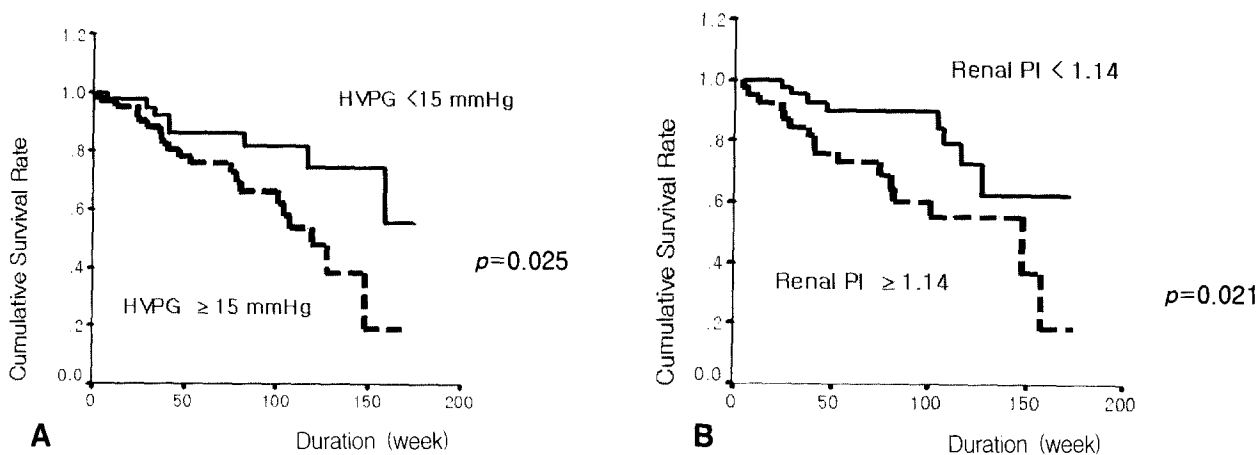 1.2
1.0
.8
.6
.4
.2
0.0
Cumulative Survival Rate
HVPG <15 mmHg
HVPG ≥ 15 mmHg
p=0.025
0 50 100 150 200
A Duration (week)
1.2
1.0
.8
.6
.4
.2
0.0
Cumulative Survival Rate
Renal PI < 1.14
Renal PI ≥ 1.14
p=0.021
0 50 100 150 200
B Duration (week)